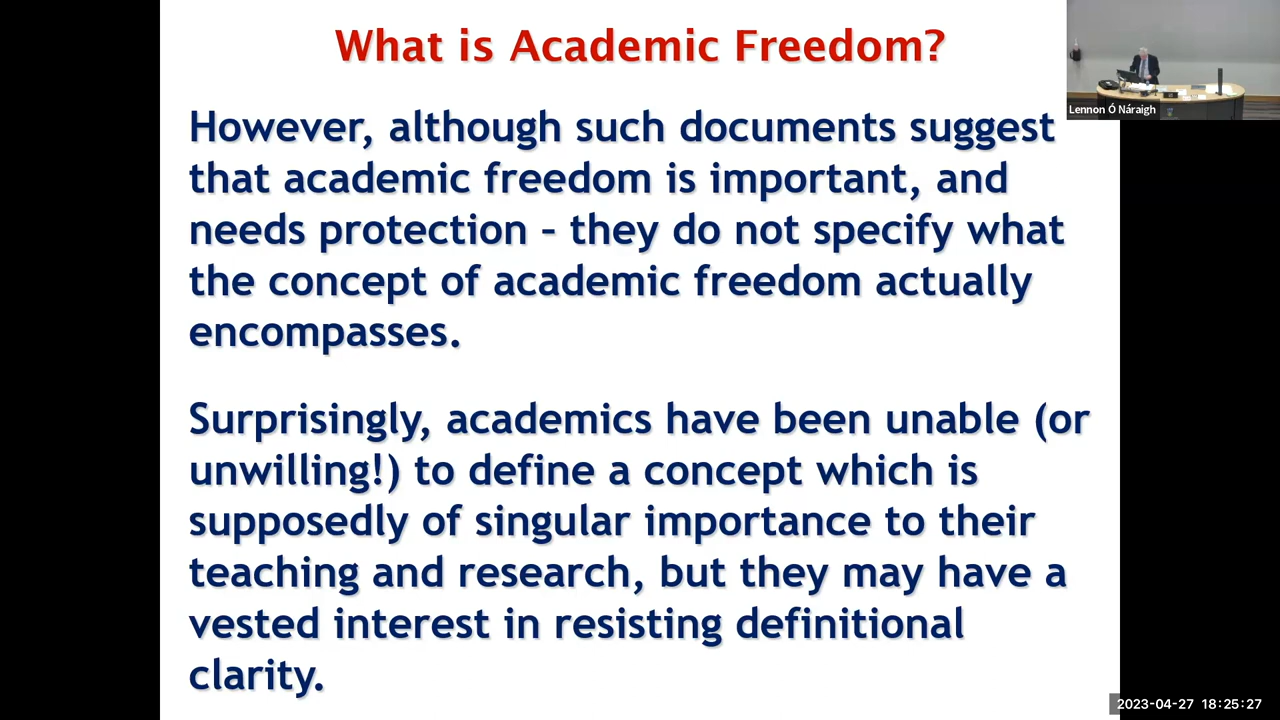 What is Academic Freedom?
However, although such documents suggest
that academic freedom is important, and
needs protection – they do not specify what
the concept of academic freedom actually
encompasses.
Surprisingly, academics have been unable (or
unwilling!) to define a concept which is
supposedly of singular importance to their
teaching and research, but they may have a
vested interest in resisting definitional
clarity.
Lennon Ó Náraigh
2023-04-27 18:25:27